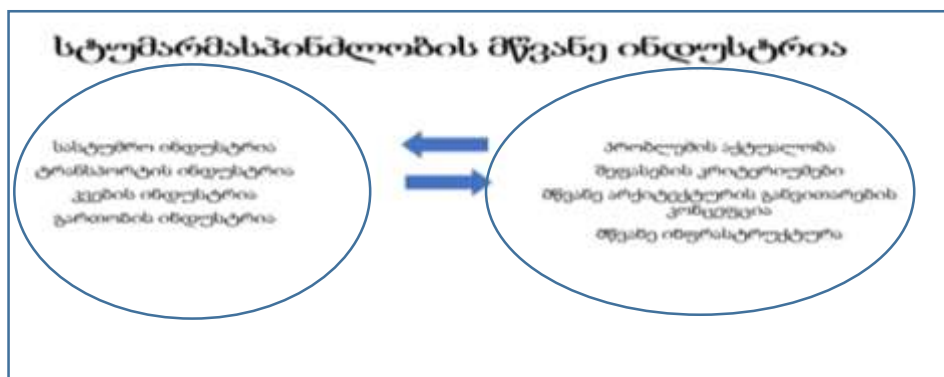 სტუმარმასპინძლობის მწვანე ინდუსტრია
სასტუმრო ინდუსტრია
ტრანსპორტის ინდუსტრია
კვების ინდუსტრია
გართობის ინდუსტრია
პრობლემის აქტუალობა
შეფასების კრიტერიუმები
მწვანე არქიტექტურის განვითარების
კონცეფცია
მწვანე ინფრასტრუქტურა